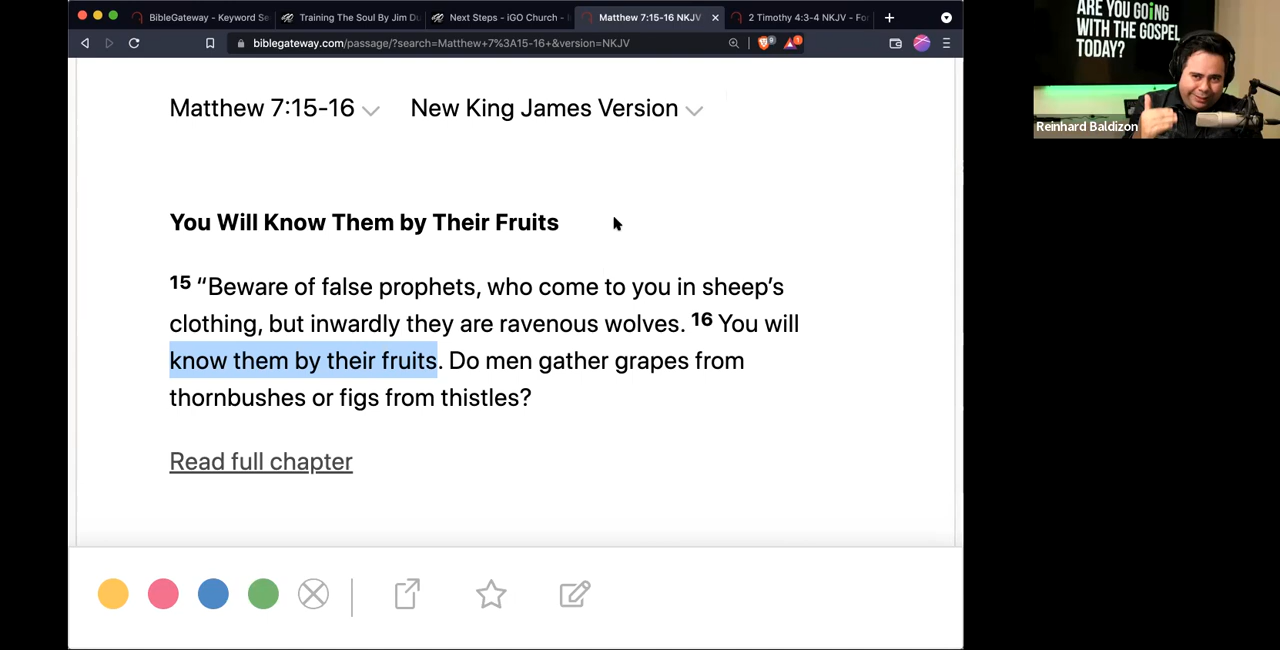 BibleGateway - Keyword Se
Training The Soul By Jim Du
Next Steps - iGO Church -
Matthew 7:15-16 NKJV
2 Timothy 4:3-4 NKJV - For
biblegateway.com/passage/?search=Matthew+7%3A15-16+&version=NKJV
Matthew 7:15-16
New King James Version
You Will Know Them by Their Fruits
15 “Beware of false prophets, who come to you in sheep’s
clothing, but inwardly they are ravenous wolves. 16 You will
know them by their fruits. Do men gather grapes from
thornbushes or figs from thistles?
Read full chapter
ARE YOU GOiNG
WITH THE GOSPEL
TODAY?
Reinhard Baldizon